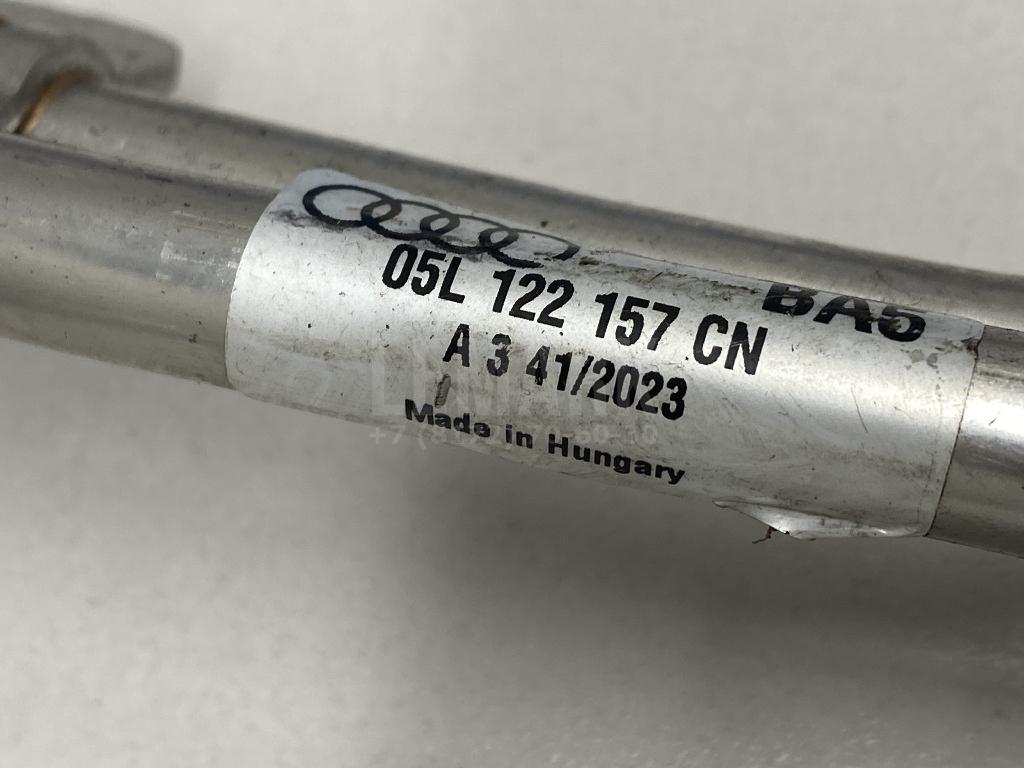 BA5
05L 122 157 CN
A 3 41/2023
Made in Hungary